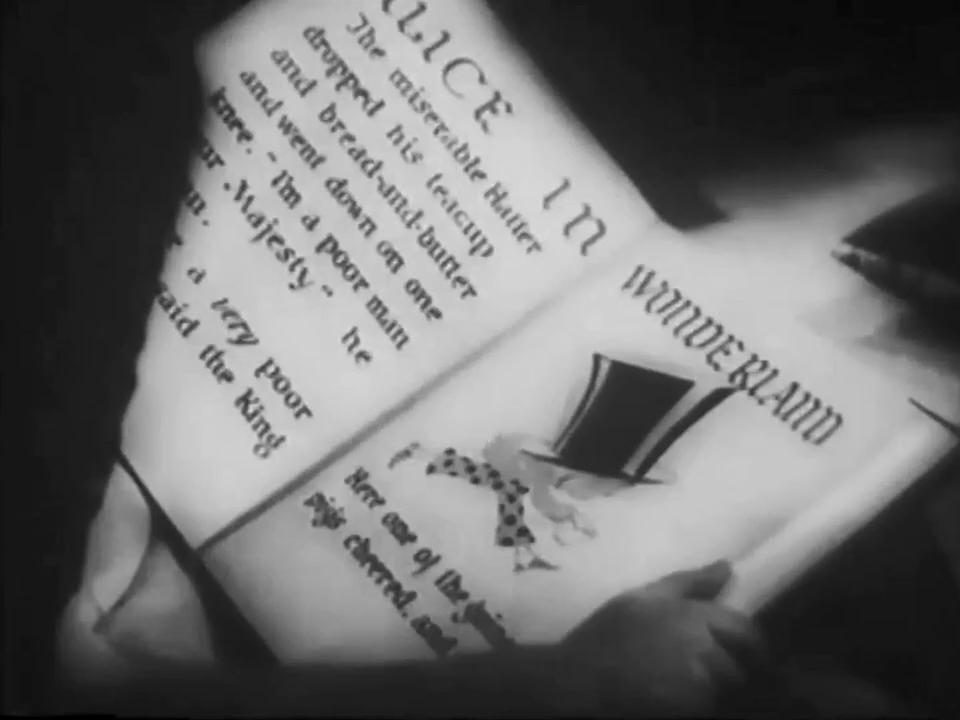 ALICE IN
The miserable Hatter
dropped his teacup
and bread-and-butter
and went down on one
knee. "I'm a poor man
ur Majesty" he
n.
a very poor
aid the King
WONDERLAND
Here one of the
pigs cheered, and